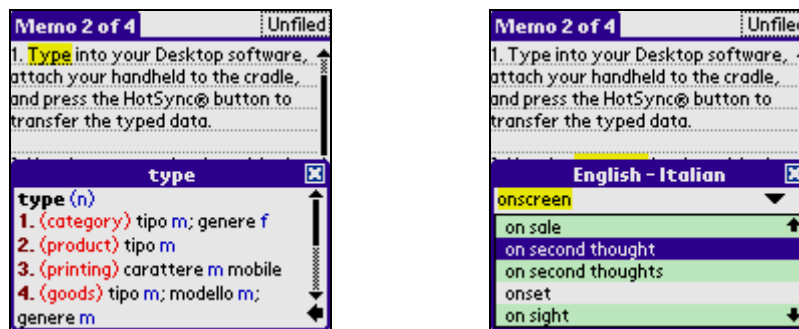 Memo 2 of 4 Unfiled
1. Type into your Desktop software,
attach your handheld to the cradle,
and press the HotSync® button to
transfer the typed data.
type
type (n)
1. (category) tipo m; genere f
2. (product) tipo m
3. (printing) carattere m mobile
4. (goods) tipo m; modello m;
genere m
Memo 2 of 4 Unfiled
1. Type into your Desktop software,
attach your handheld to the cradle,
and press the HotSync® button to
transfer the typed data.
English - Italian
onscreen
on sale
on second thought
on second thoughts
onset
on sight